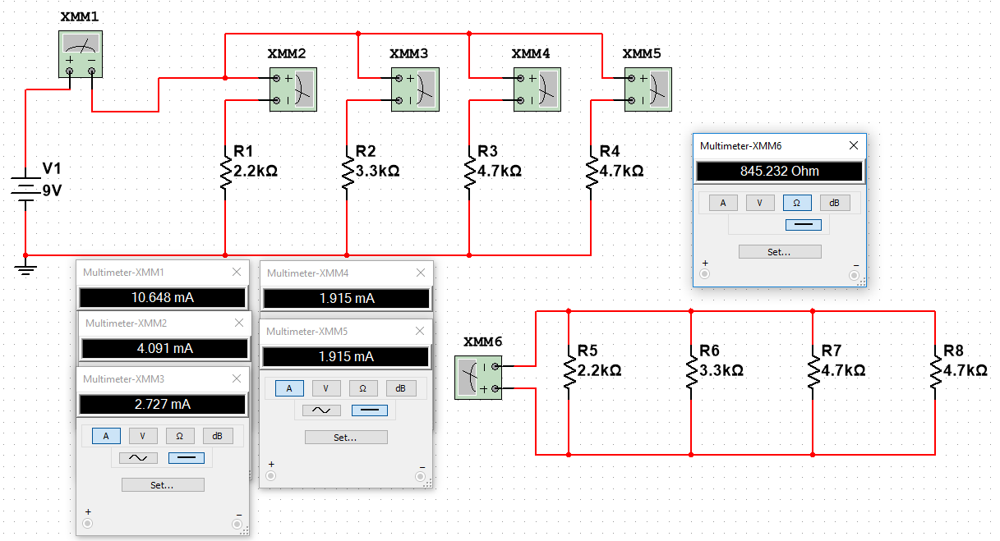 XMM1
XMM2
XMM3
XMM4
XMM5
+ −
+
+
+
+
R1
2.2kΩ
R2
3.3kΩ
R3
4.7kΩ
R4
4.7kΩ
V1
9V
Multimeter-XMM6
845.232 Ohm
A V Ω dB
Set...
+ −
Multimeter-XMM1
10.648 mA
Multimeter-XMM2
4.091 mA
Multimeter-XMM3
2.727 mA
A V Ω dB
Set...
+ −
Multimeter-XMM4
1.915 mA
Multimeter-XMM5
1.915 mA
A V Ω dB
Set...
+ −
XMM6
+
R5
2.2kΩ
R6
3.3kΩ
R7
4.7kΩ
R8
4.7kΩ